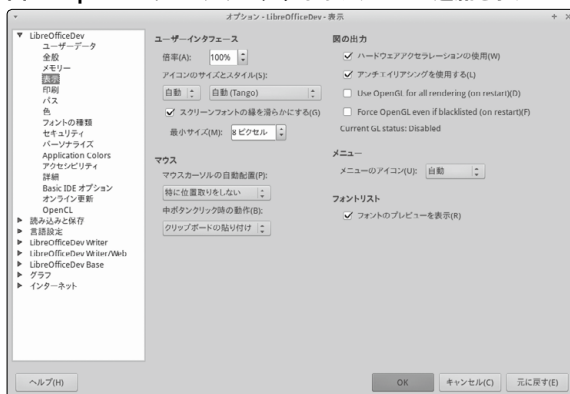 オプション - LibreOfficeDev - 表示
LibreOfficeDev
ユーザーデータ
全般
メモリー
表示
印刷
パス
色
フォントの種類
セキュリティ
パーソナライズ
Application Colors
アクセシビリティ
詳細
Basic IDE オプション
オンライン更新
OpenCL
読み込みと保存
言語設定
LibreOfficeDev Writer
LibreOfficeDev Writer/Web
LibreOfficeDev Base
グラフ
インターネット
ユーザーインタフェース
倍率(A): 100%
アイコンのサイズとスタイル(S):
自動 自動 (Tango)
スクリーンフォントの縁を滑らかにする(G)
最小サイズ(M): 8 ピクセル
マウス
マウスカーソルの自動配置(P):
特に位置取りをしない
中ボタンクリック時の動作(B):
クリップボードの貼り付け
図の出力
ハードウェアアクセラレーションの使用(W)
アンチエイリアシングを使用する(L)
Use OpenGL for all rendering (on restart)(D)
Force OpenGL even if blacklisted (on restart)(F)
Current GL status: Disabled
メニュー
メニューのアイコン(U): 自動
フォントリスト
フォントのプレビューを表示(R)
ヘルプ(H)
OK
キャンセル(C)
元に戻す(E)